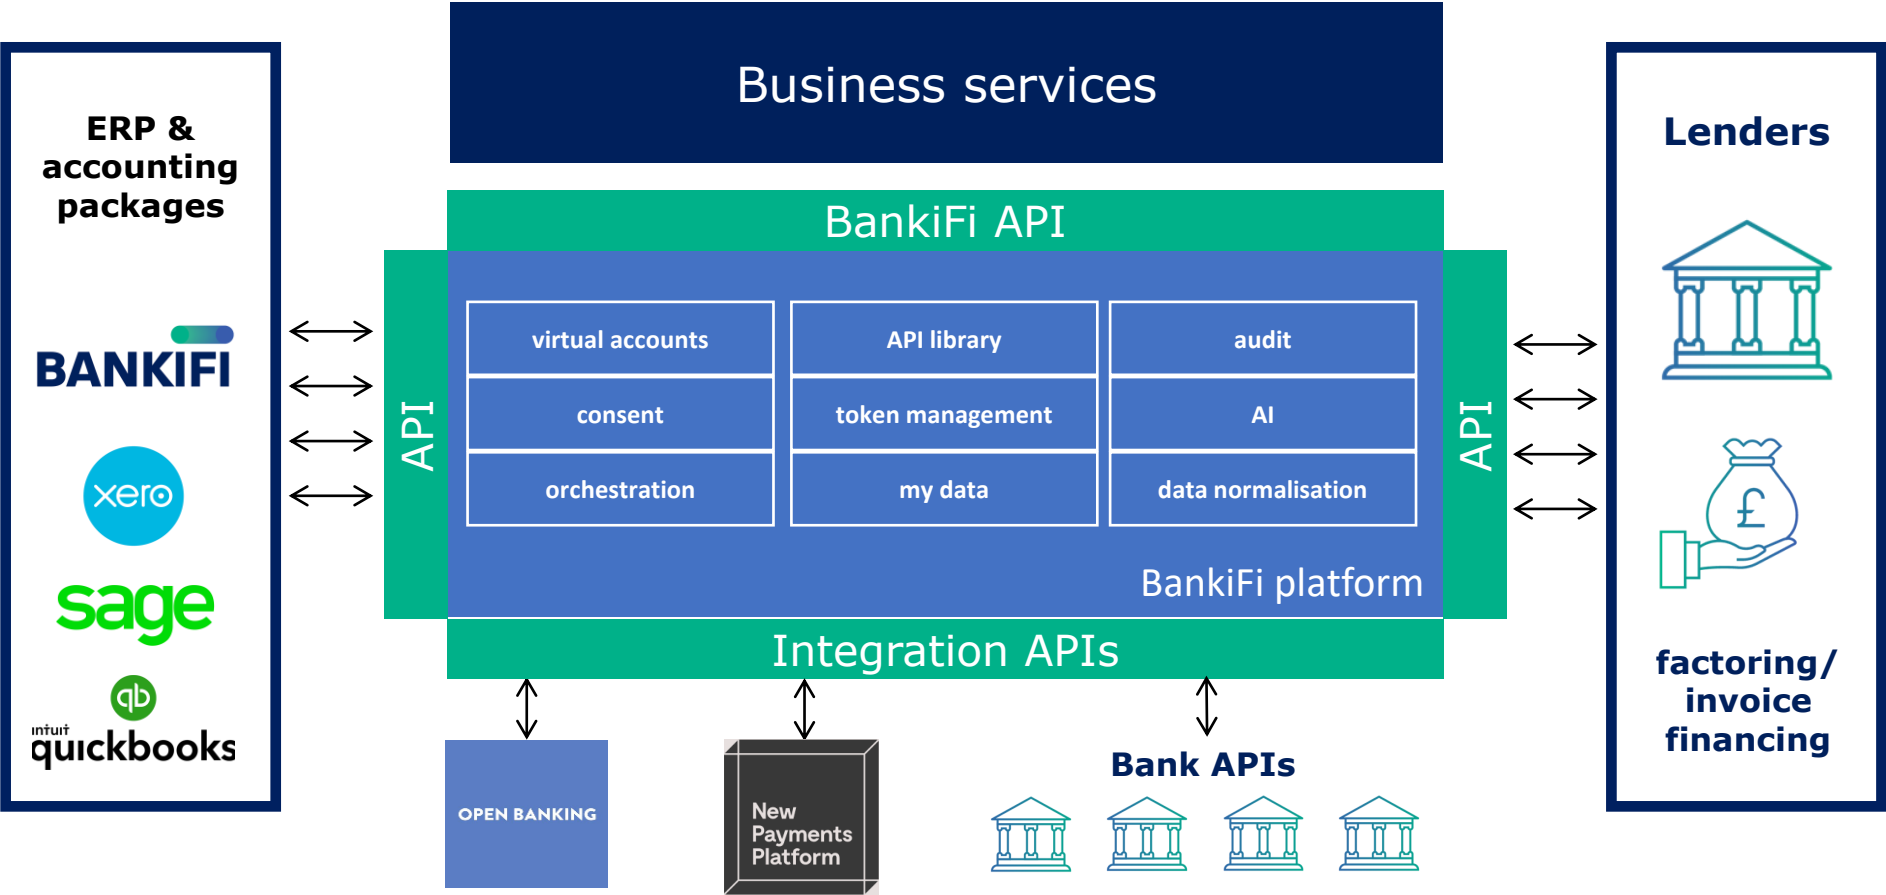 Business services
ERP &
accounting
packages
BANKIFI
xero
sage
qb
intuit
quickbooks
BankiFi API
API
virtual accounts
API library
audit
consent
token management
AI
orchestration
my data
data normalisation
BankiFi platform
API
Integration APIs
OPEN BANKING
New
Payments
Platform
Bank APIs
Lenders
£
factoring/
invoice
financing